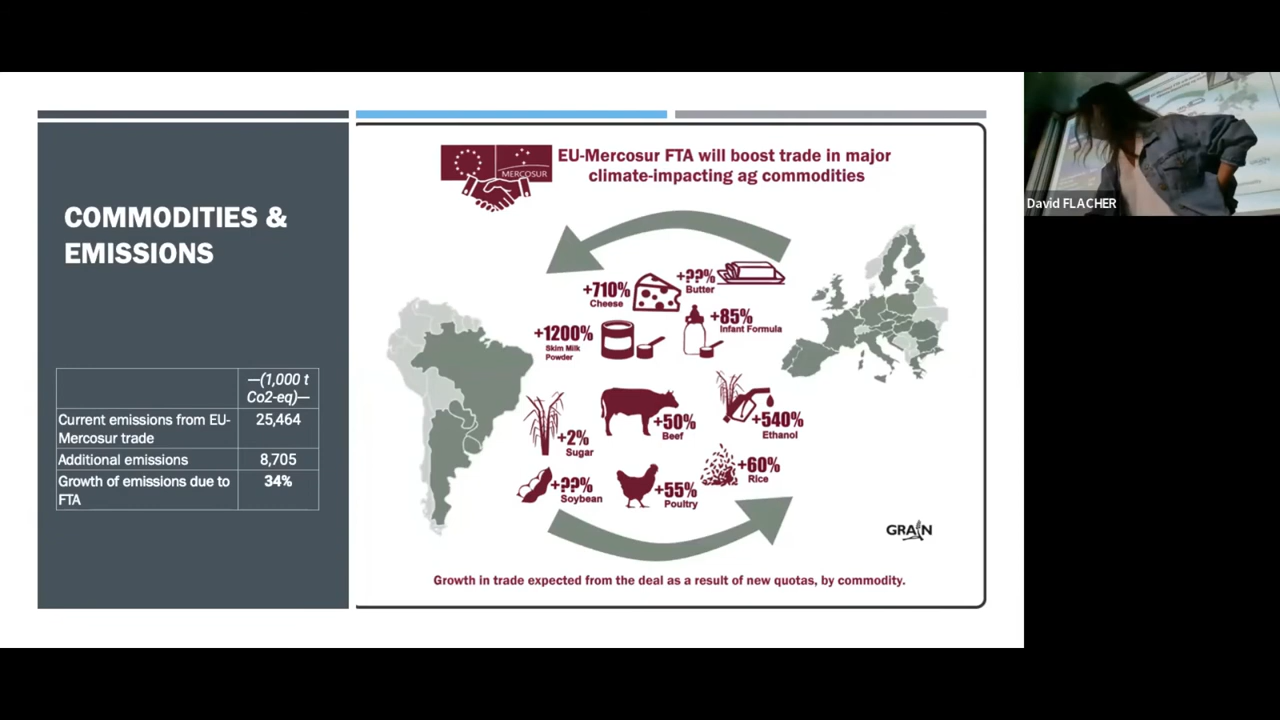 COMMODITIES &
EMISSIONS
—(1,000 t
Co2-eq)—
Current emissions from EU-
Mercosur trade
25,464
Additional emissions
8,705
Growth of emissions due to
FTA
34%
MERCOSUR
EU-Mercosur FTA will boost trade in major
climate-impacting ag commodities
+710%
Cheese
+??%
Butter
+1200%
Skim Milk
Powder
+85%
Infant Formula
+2%
Sugar
+50%
Beef
+540%
Ethanol
+??%
Soybean
+55%
Poultry
+60%
Rice
GRAIN
Growth in trade expected from the deal as a result of new quotas, by commodity.
David FLACHER